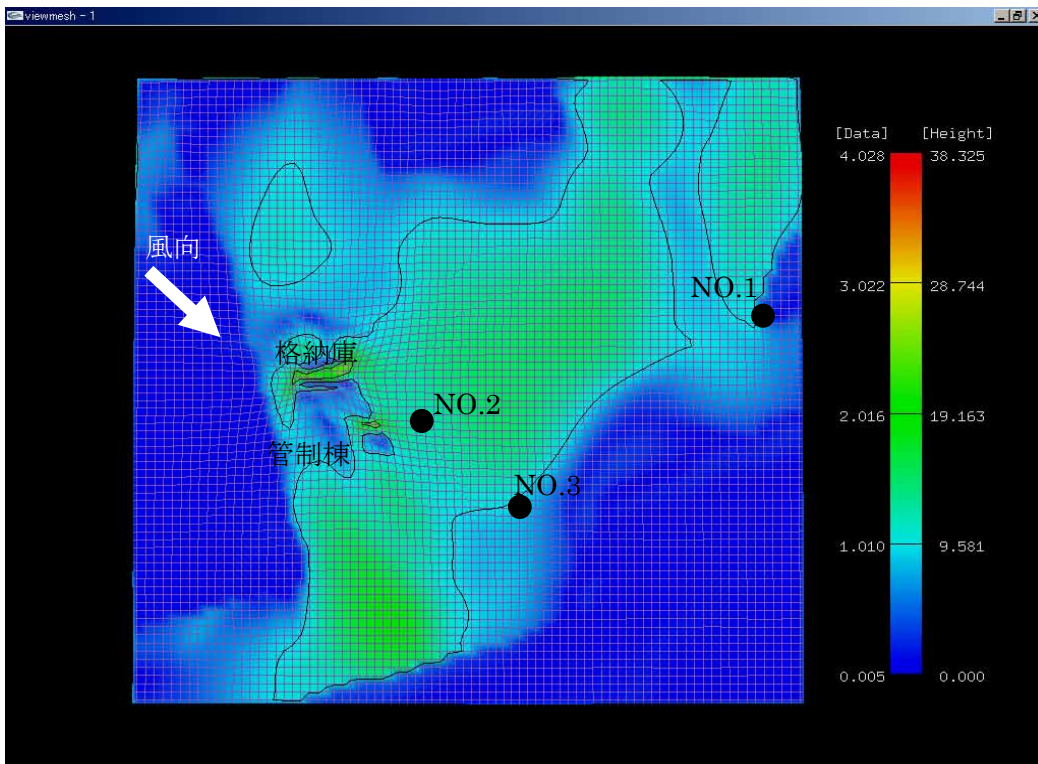 viewmesh - 1
[Data] [Height]
4.028 38.325
風向
NO.1
3.022 28.744
格納庫
NO.2
2.016 19.163
管制棟
NO.3
1.010 9.581
0.005 0.000